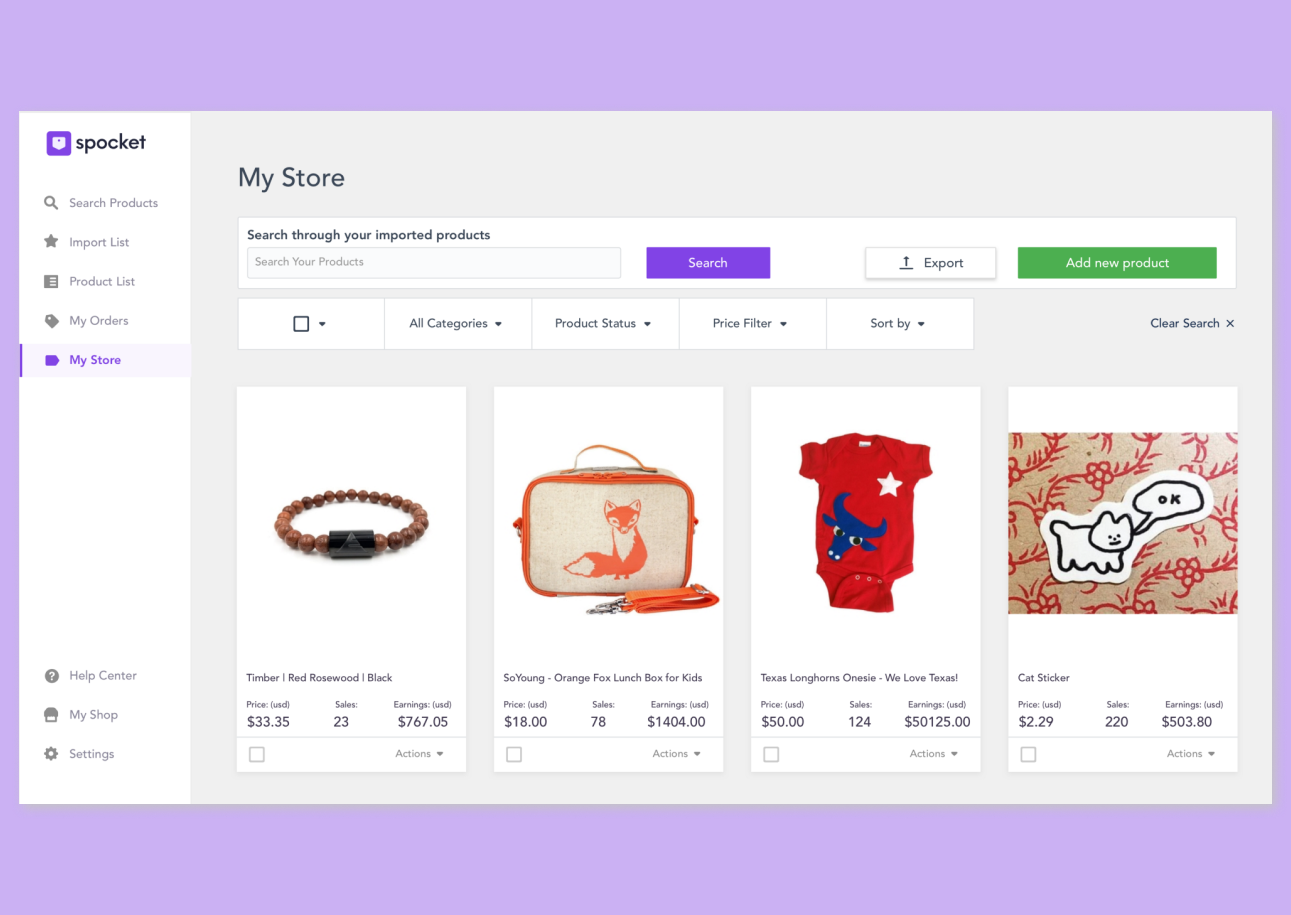 spocket
Search Products
Import List
Product List
My Orders
My Store
Help Center
My Shop
Settings
My Store
Search through your imported products
Search Your Products
Search
Export
Add new product
All Categories
Product Status
Price Filter
Sort by
Clear Search ×
Timber | Red Rosewood | Black
Price: (usd) Sales: Earnings: (usd)
$33.35 23 $767.05
Actions
SoYoung - Orange Fox Lunch Box for Kids
Price: (usd) Sales: Earnings: (usd)
$18.00 78 $1404.00
Actions
Texas Longhorns Onesie - We Love Texas!
Price: (usd) Sales: Earnings: (usd)
$50.00 124 $50125.00
Actions
OK
Cat Sticker
Price: (usd) Sales: Earnings: (usd)
$2.29 220 $503.80
Actions